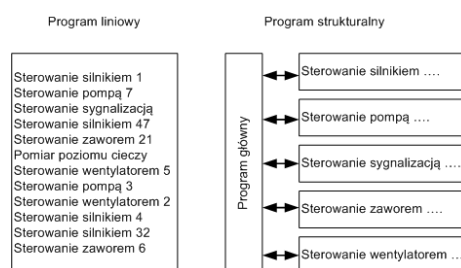 Program liniowy
Program strukturalny
Sterowanie silnikiem 1
Sterowanie pompą 7
Sterowanie sygnalizacją
Sterowanie silnikiem 47
Sterowanie zaworem 21
Pomiar poziomu cieczy
Sterowanie wentylatorem 5
Sterowanie pompą 3
Sterowanie wentylatorem 2
Sterowanie silnikiem 4
Sterowanie silnikiem 32
Sterowanie zaworem 6
Program główny
Sterowanie silnikiem ....
Sterowanie pompą ....
Sterowanie sygnalizacją ....
Sterowanie zaworem ....
Sterowanie wentylatorem ...